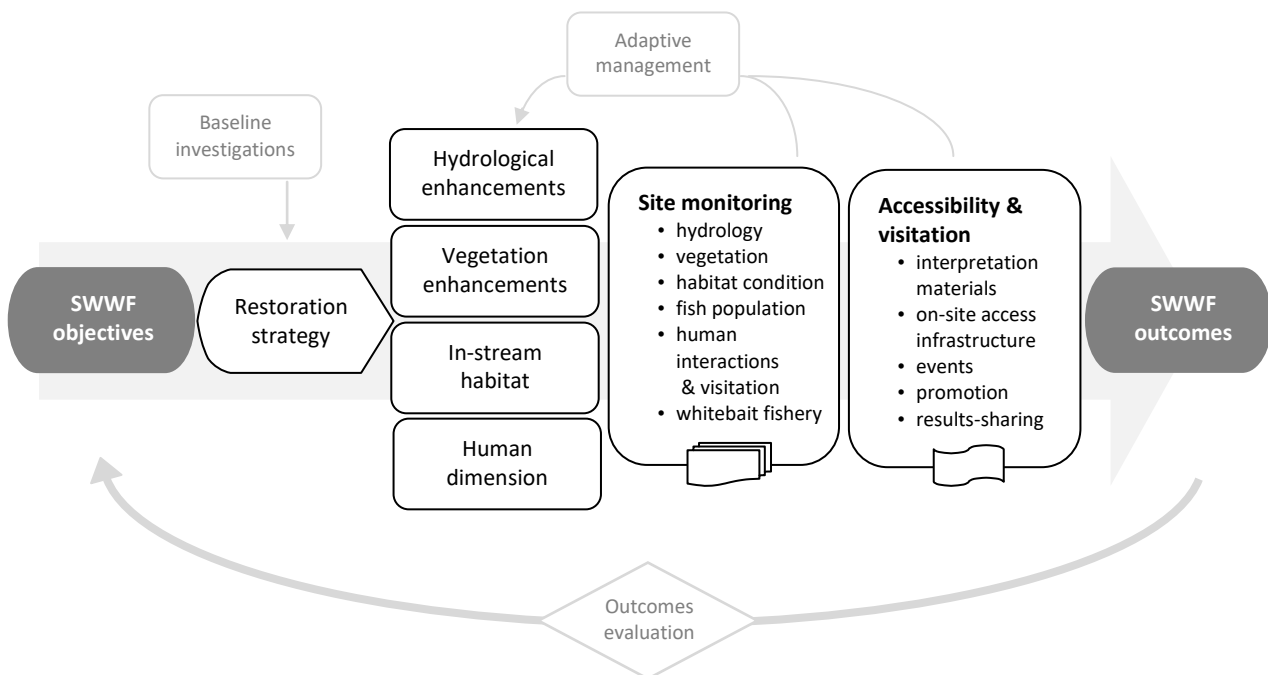 Adaptive
management
Baseline
investigations
Hydrological
enhancements
Vegetation
enhancements
In-stream
habitat
Human
dimension
SWWF
objectives
Restoration
strategy
Site monitoring
• hydrology
• vegetation
• habitat condition
• fish population
• human
interactions
& visitation
• whitebait fishery
Accessibility &
visitation
• interpretation
materials
• on-site access
infrastructure
• events
• promotion
• results-sharing
SWWF
outcomes
Outcomes
evaluation